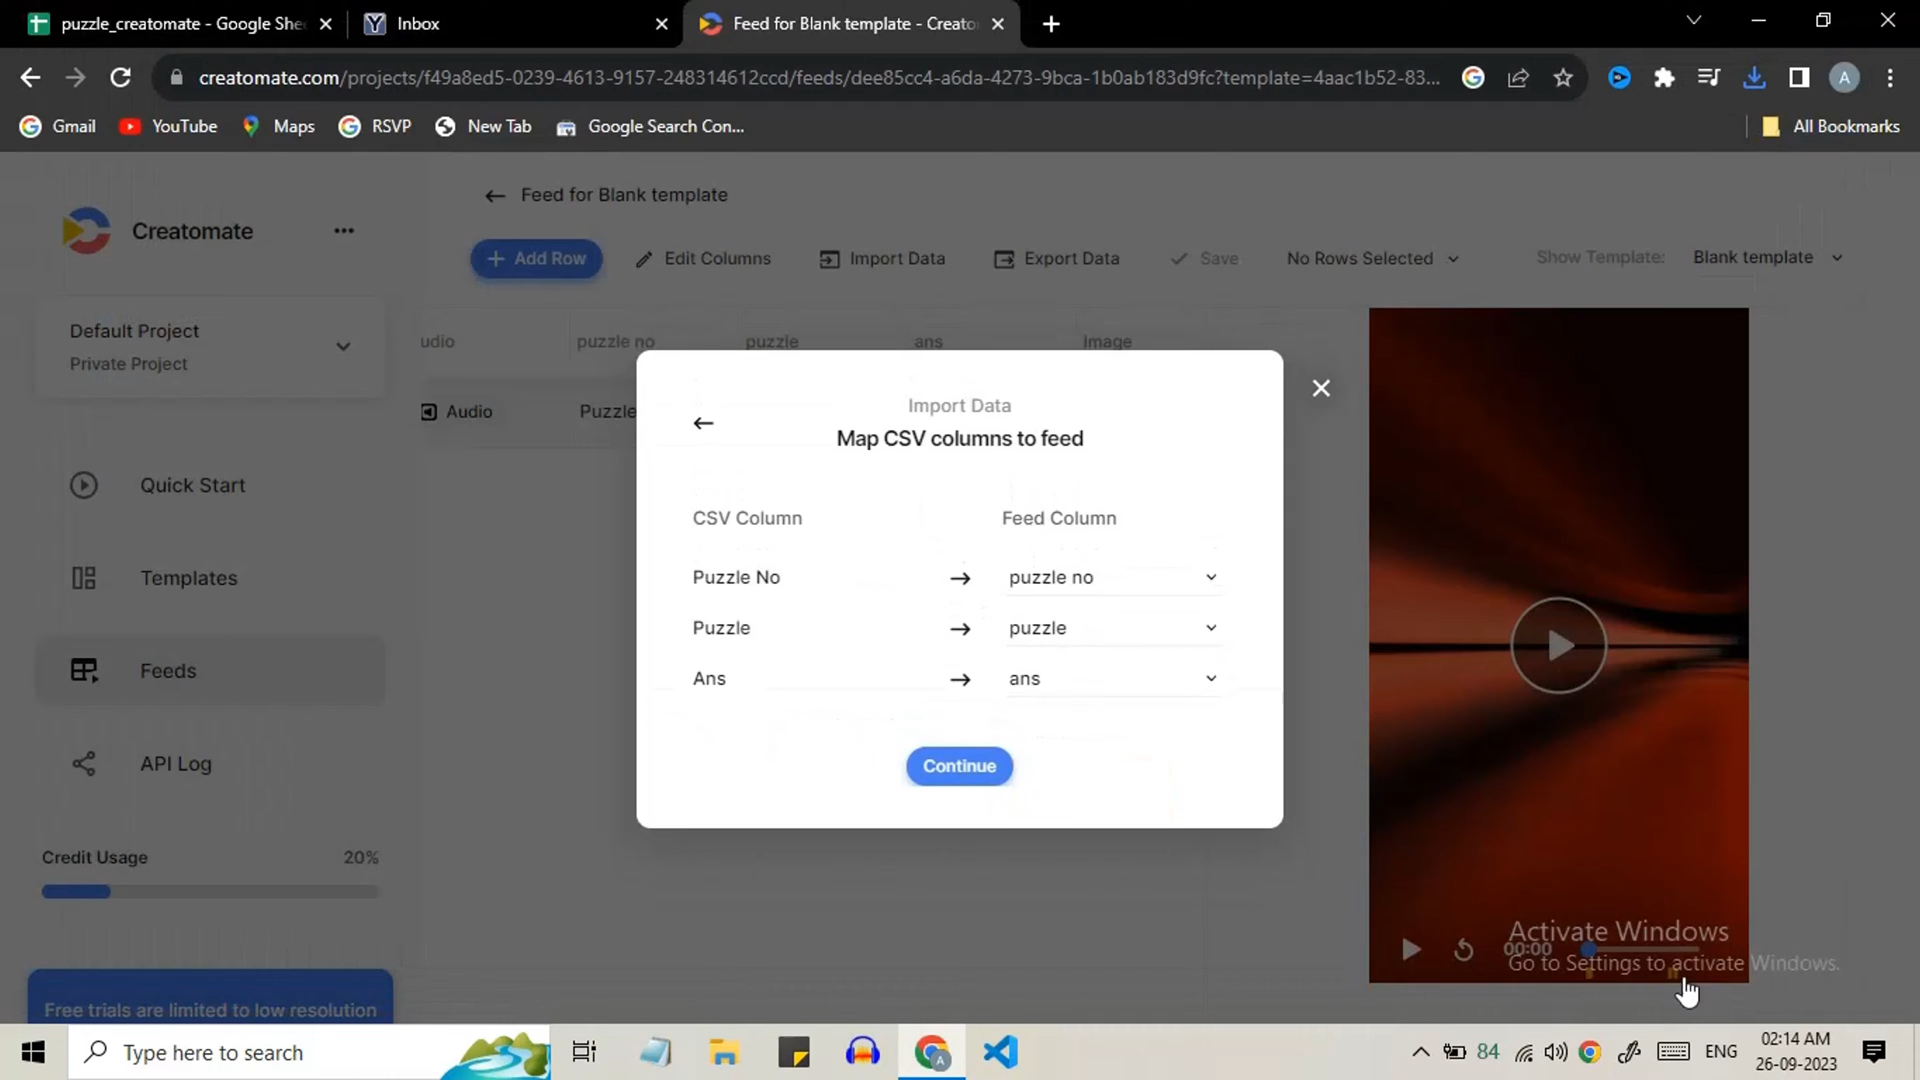 puzzle_creatomate - Google She
Inbox
Feed for Blank template - Creato
creatomate.com/projects/f49a8ed5-0239-4613-9157-248314612ccd/feeds/dee85cc4-a6da-4273-9bca-1b0ab183d9fc?template=4aac1b52-83...
A
Gmail
YouTube
Maps
RSVP
New Tab
Google Search Con...
All Bookmarks
Creatomate
Default Project
Private Project
Quick Start
Templates
Feeds
API Log
Credit Usage 20%
Free trials are limited to low resolution
Feed for Blank template
Add Row
Edit Columns
Import Data
Export Data
Save
No Rows Selected
Show Template: Blank template
udio
puzzle no
puzzle
ans
Image
Audio
Puzzle
Import Data
Map CSV columns to feed
CSV Column Feed Column
Puzzle No → puzzle no
Puzzle → puzzle
Ans → ans
Continue
00:00
Activate Windows
Go to Settings to activate Windows.
Type here to search
A
84
ENG
02:14 AM
26-09-2023